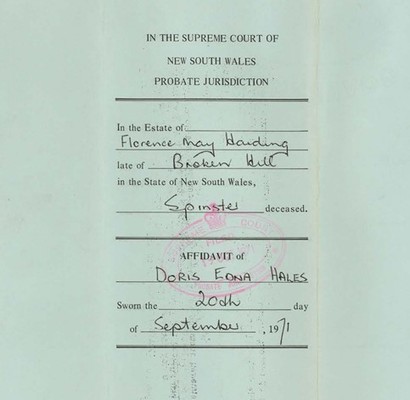 IN THE SUPREME COURT OF
NEW SOUTH WALES
PROBATE JURISDICTION
In the Estate of
Florence May Harding
late of Broken Hill
in the State of New South Wales,
Spinster deceased.
AFFIDAVIT of
DORIS EDNA HALES
Sworn the 20th day
of September, 1971